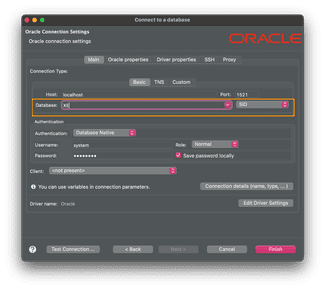 Connect to a database
Oracle Connection Settings
Oracle connection settings
ORACLE
Main Oracle properties Driver properties SSH Proxy
Connection Type:
Basic TNS Custom
Host: localhost Port: 1521
Database: SID
Authentication
Authentication: Database Native
Username: system Role: Normal
Password: •••••••• Save password locally
Client: <not present>
You can use variables in connection parameters. Connection details (name, type, ... )
Driver name: Oracle Edit Driver Settings
? Test Connection ... < Back Next > Cancel Finish